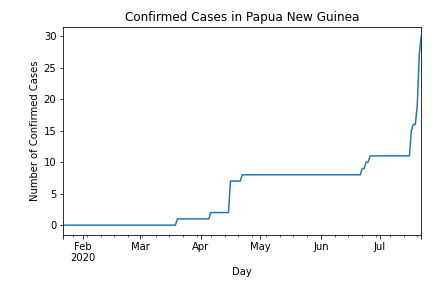 Confirmed Cases in Papua New Guinea
Number of Confirmed Cases
30
25
20
15
10
5
0
Feb
2020
Mar
Apr
May
Jun
Jul
Day